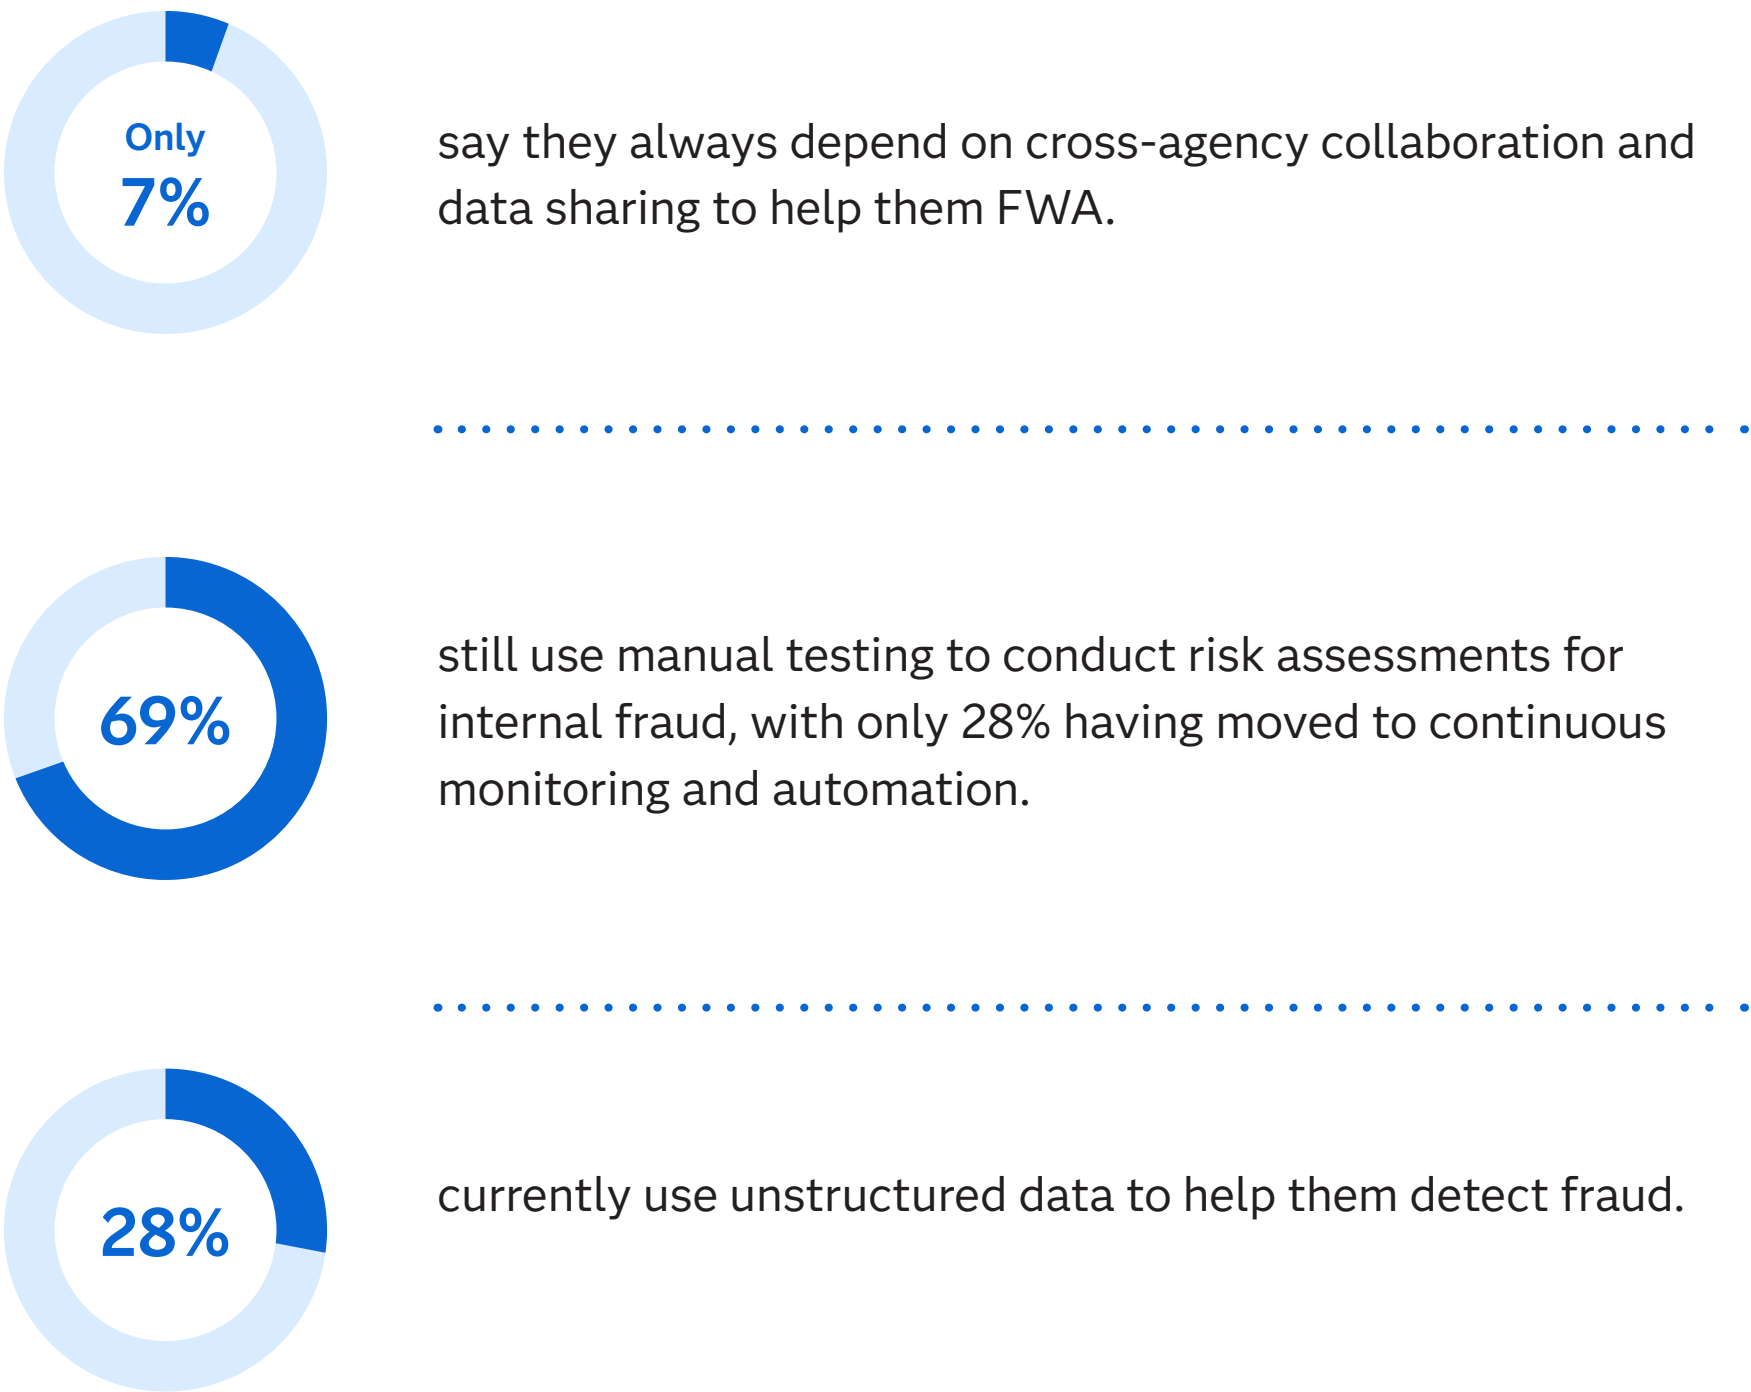 Only
7%
say they always depend on cross-agency collaboration and
data sharing to help them FWA.
69%
still use manual testing to conduct risk assessments for
internal fraud, with only 28% having moved to continuous
monitoring and automation.
28%
currently use unstructured data to help them detect fraud.